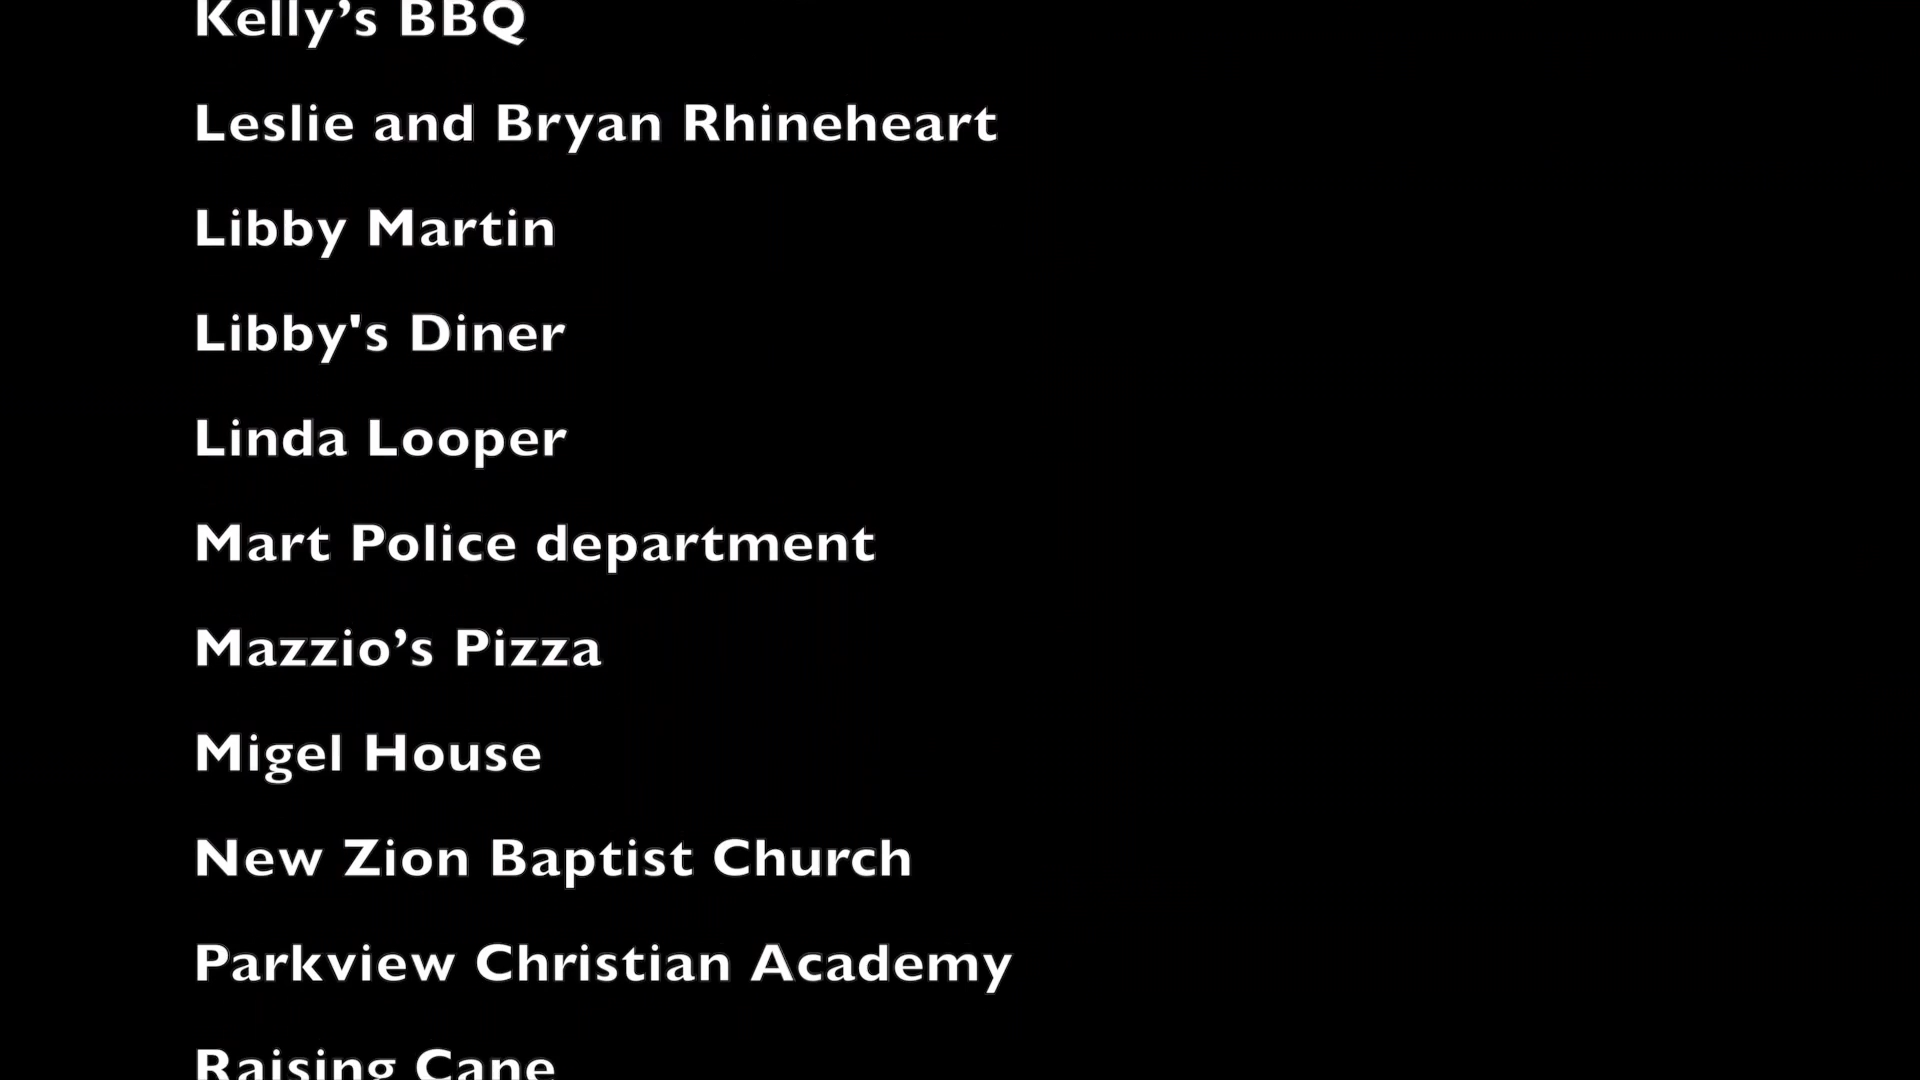 Kelly’s BBQ
Leslie and Bryan Rhineheart
Libby Martin
Libby's Diner
Linda Looper
Mart Police department
Mazzio’s Pizza
Migel House
New Zion Baptist Church
Parkview Christian Academy
Raising Cane